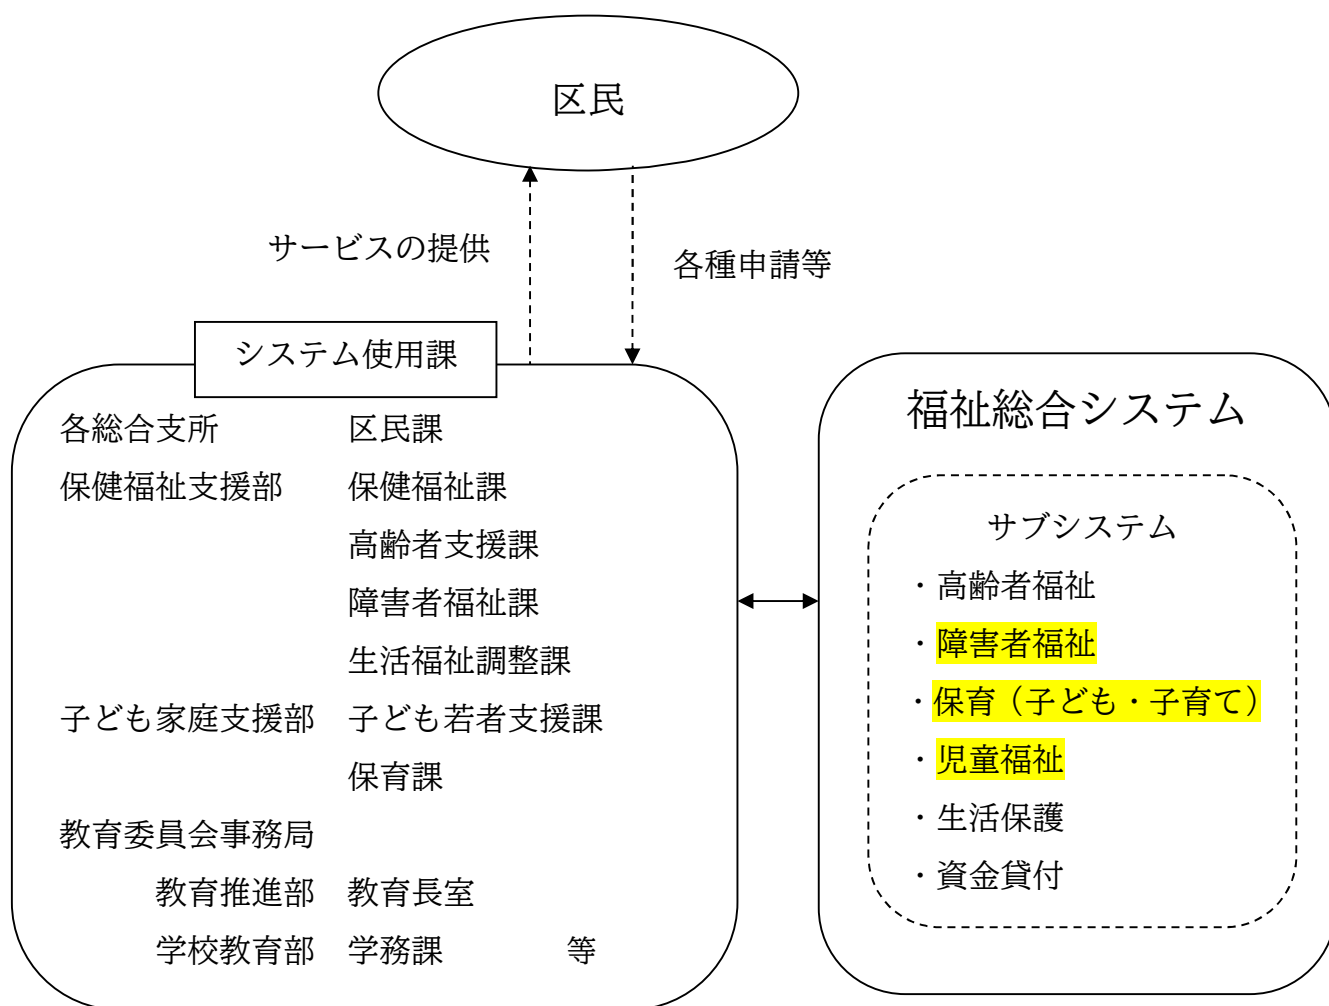 区民
サービスの提供
各種申請等
システム使用課
各総合支所 区民課
保健福祉支援部 保健福祉課
高齢者支援課
障害者福祉課
生活福祉調整課
子ども家庭支援部 子ども若者支援課
保育課
教育委員会事務局
教育推進部 教育長室
学校教育部 学務課 等
福祉総合システム
サブシステム
・高齢者福祉
・障害者福祉
・保育（子ども・子育て）
・児童福祉
・生活保護
・資金貸付